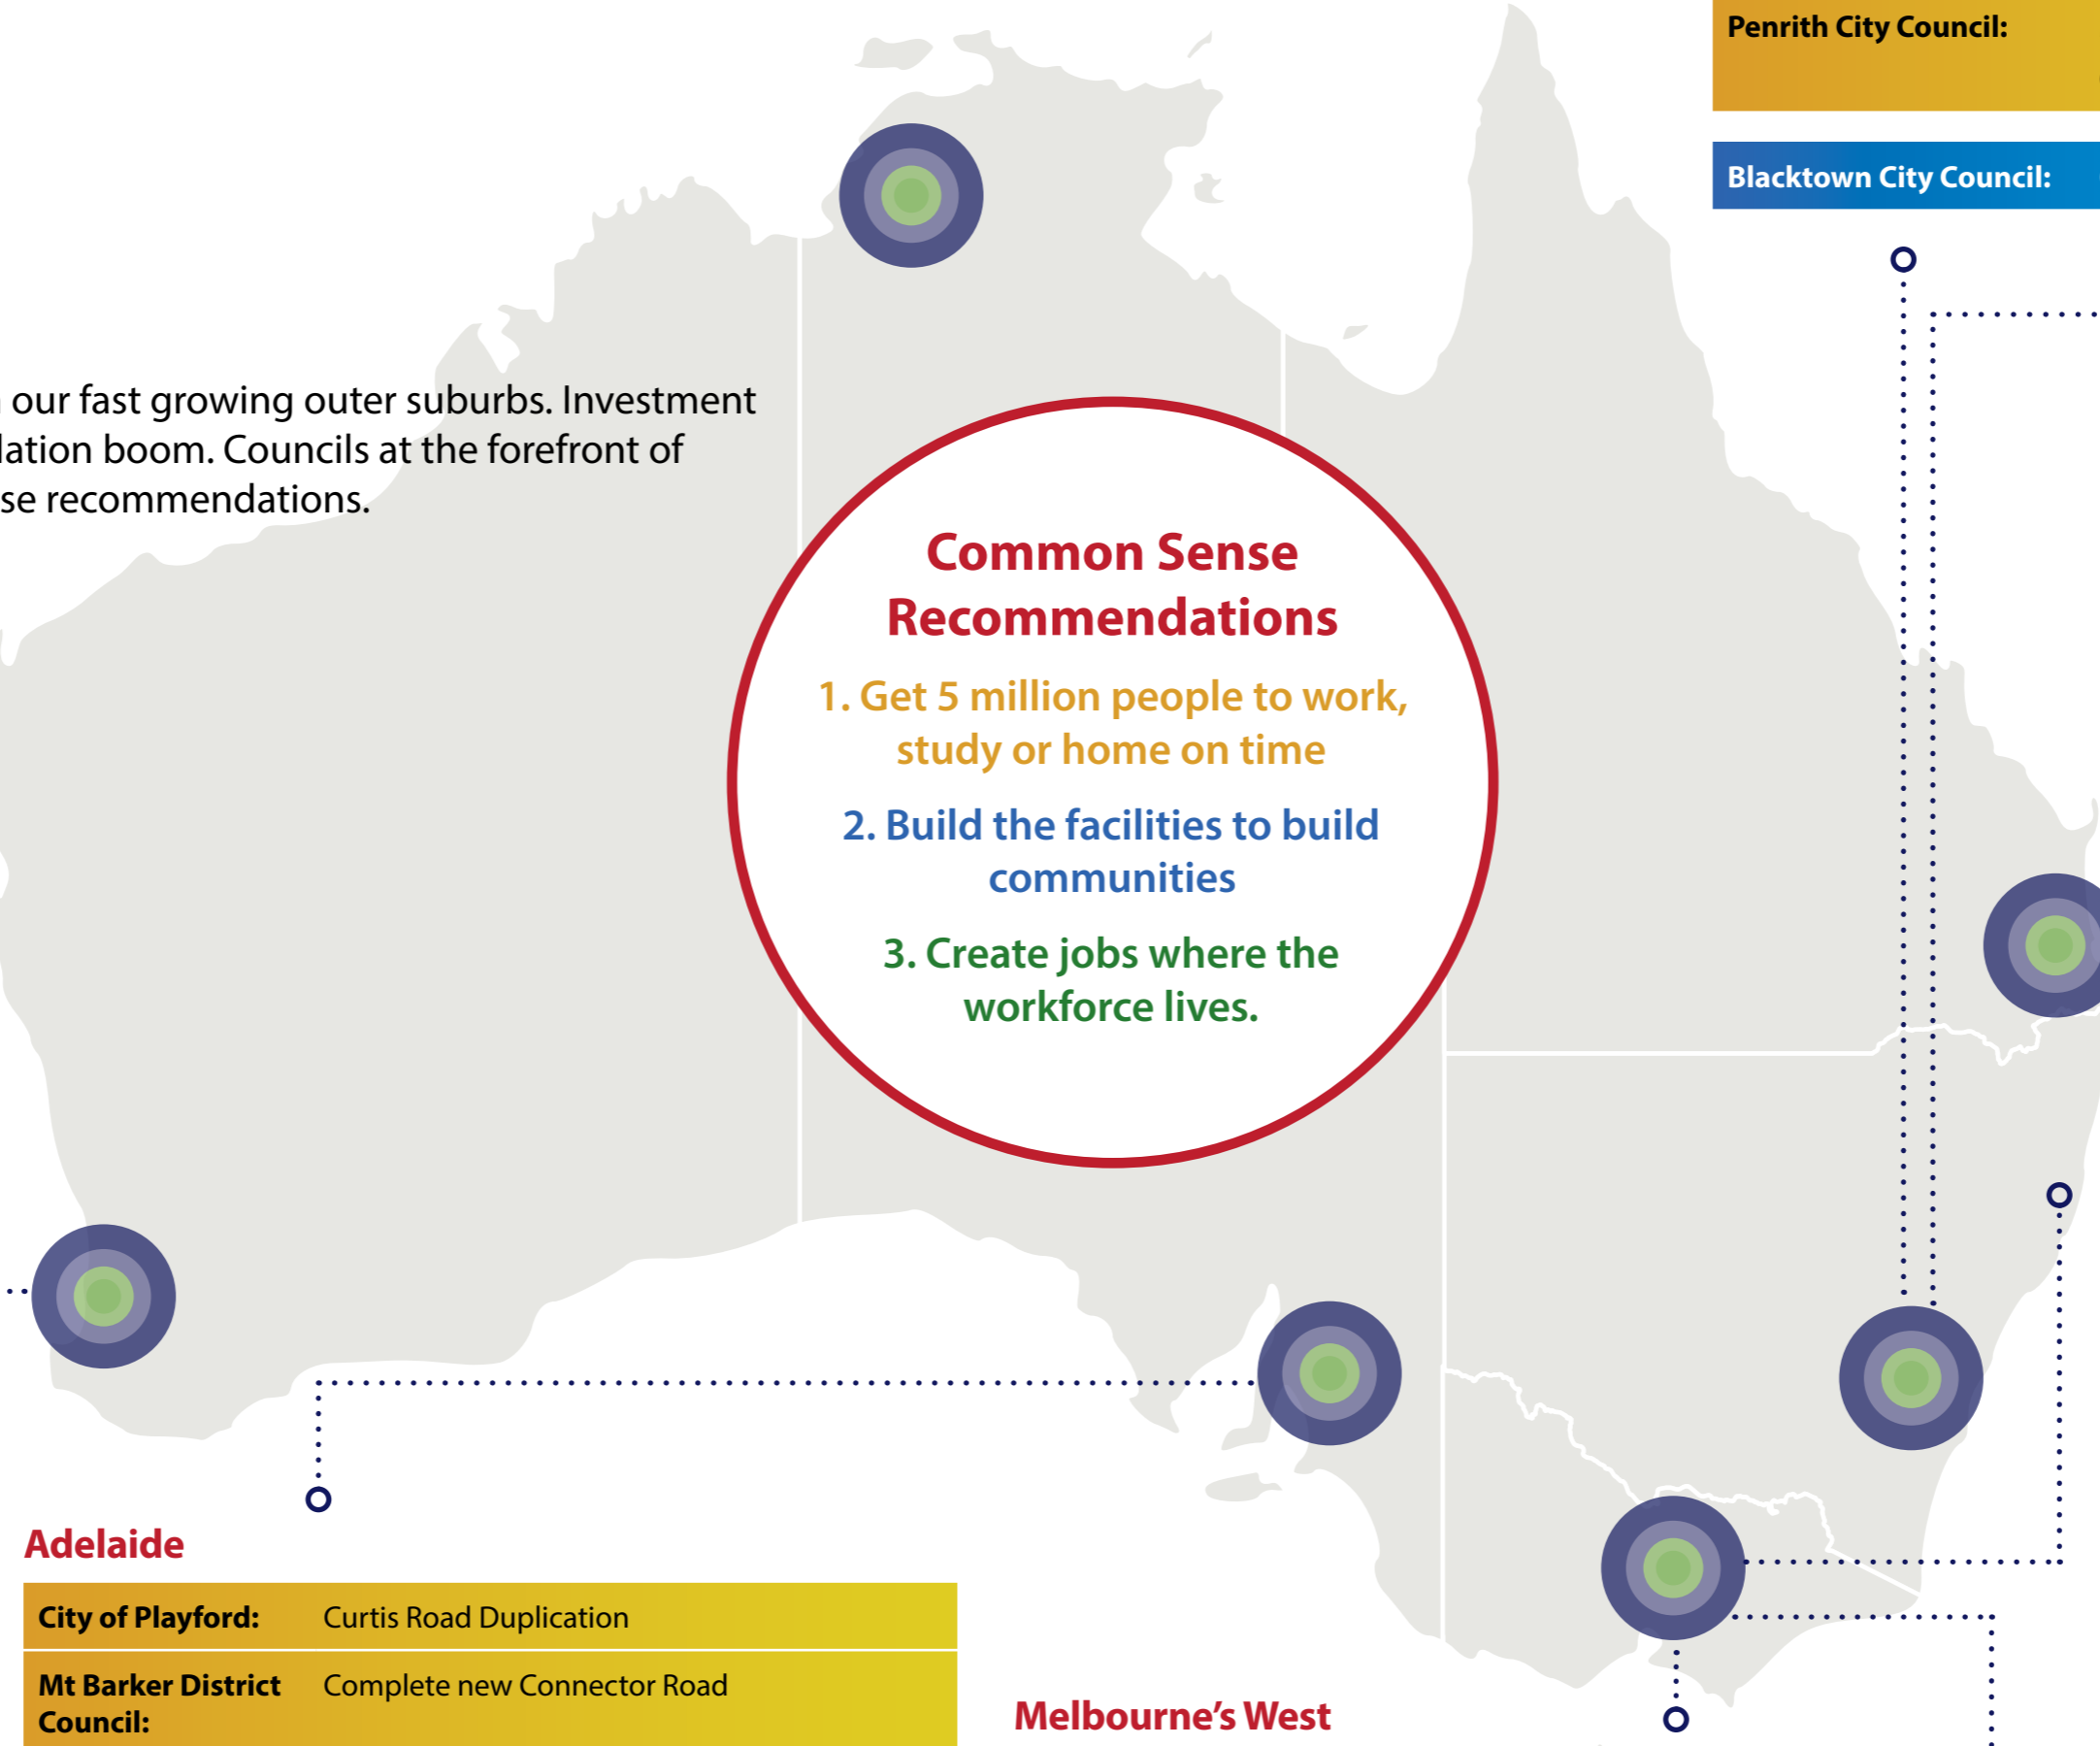 Penrith City Council:
Blacktown City Council:
our fast growing outer suburbs. Investment
boom. Councils at the forefront of
recommendations.
Common Sense
Recommendations
1. Get 5 million people to work,
study or home on time
2. Build the facilities to build
communities
3. Create jobs where the
workforce lives.
Adelaide
City of Playford: Curtis Road Duplication
Mt Barker District Complete new Connector Road
Council:
Melbourne’s West